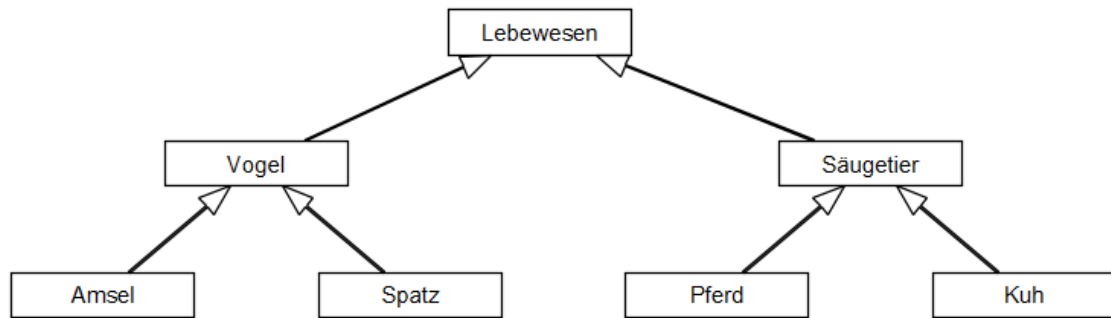 Lebewesen
Vogel
Säugetier
Amsel
Spatz
Pferd
Kuh